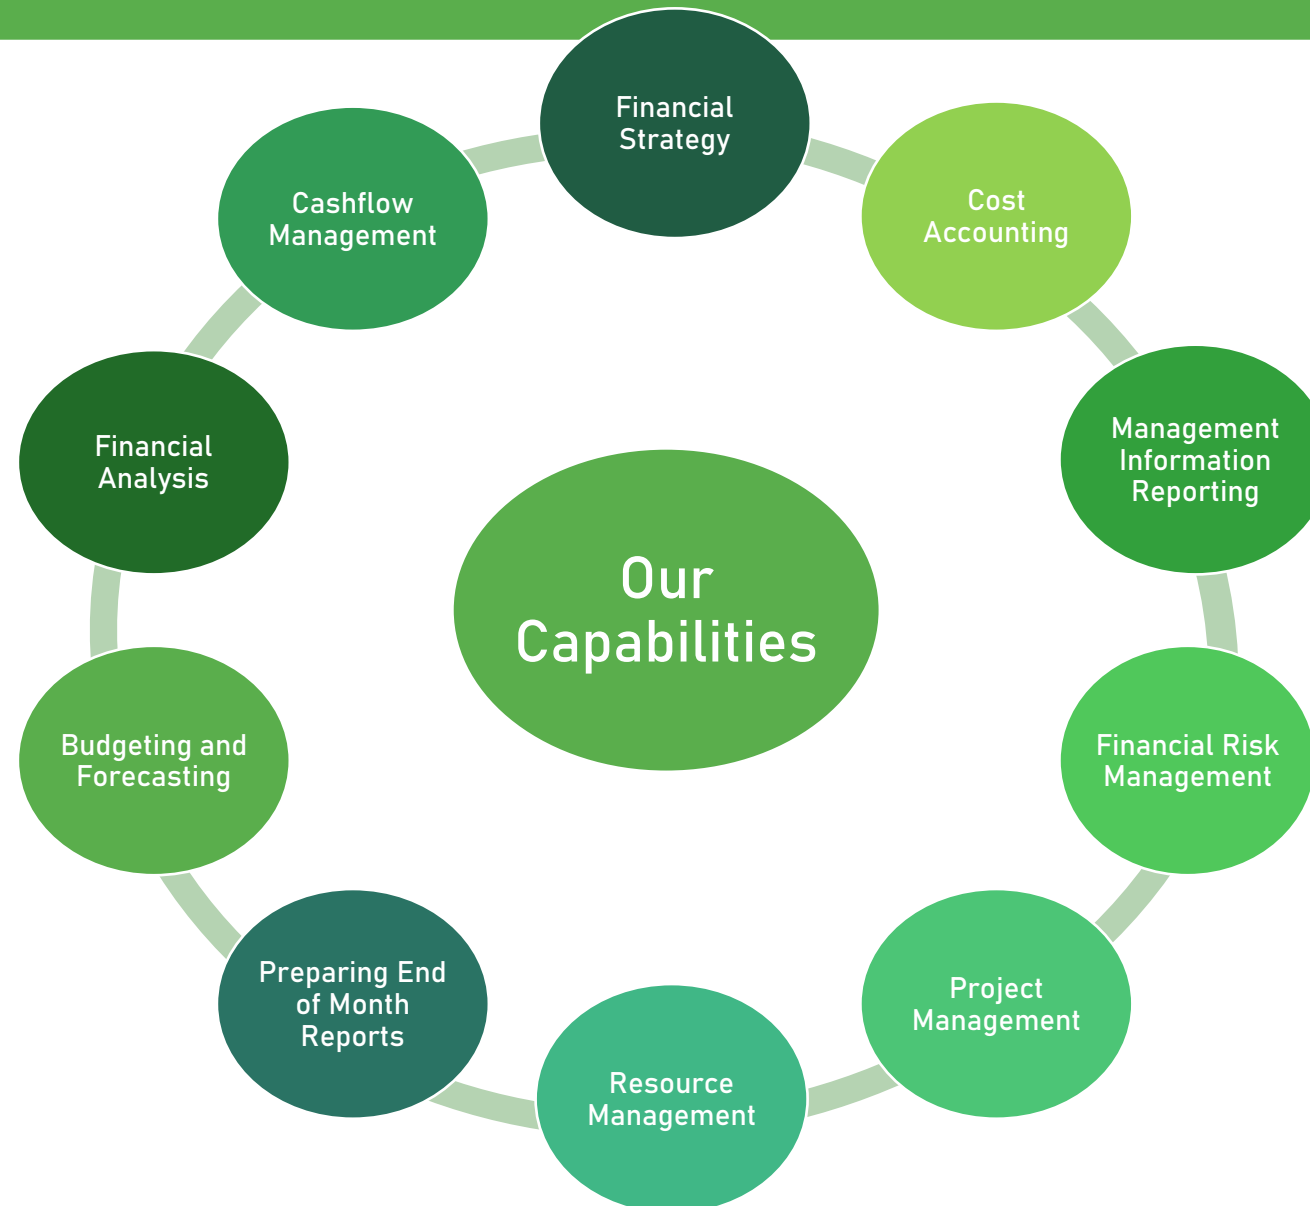 Financial
Strategy
Cost
Accounting
Management
Information
Reporting
Financial Risk
Management
Project
Management
Resource
Management
Preparing End
of Month
Reports
Budgeting and
Forecasting
Financial
Analysis
Cashflow
Management
Our
Capabilities